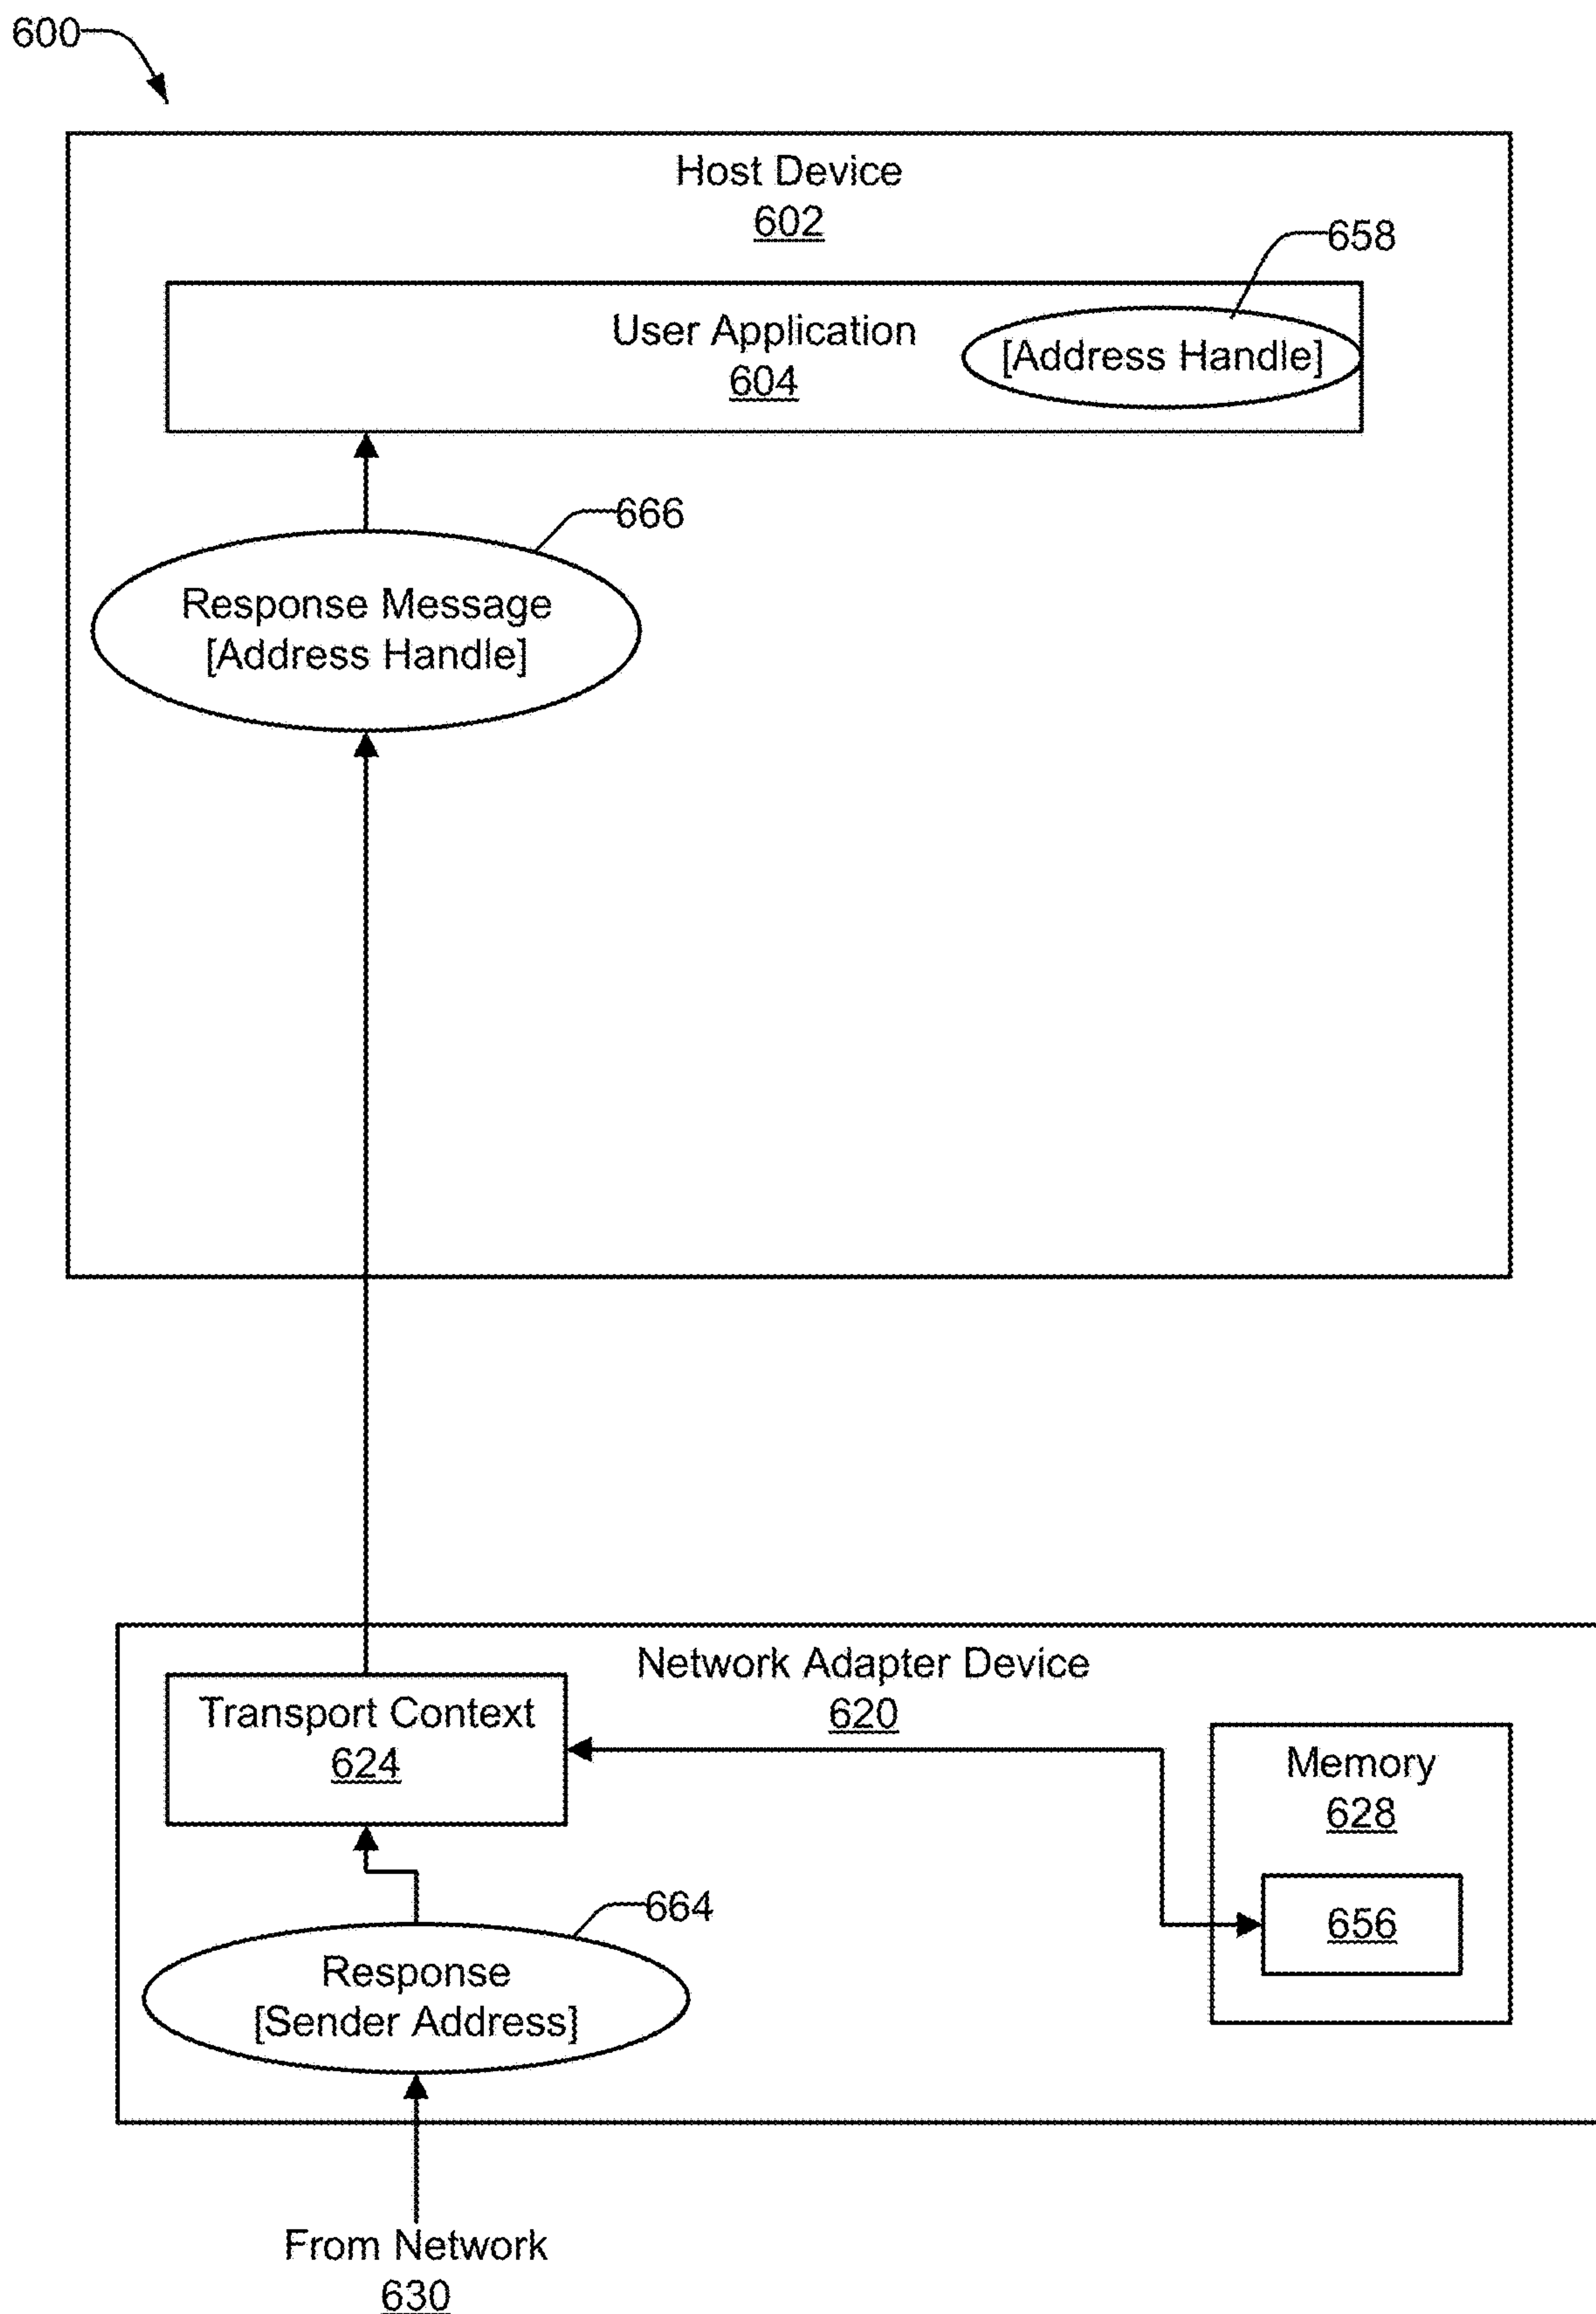 600
Host Device
602
658
User Application
604
[Address Handle]
666
Response Message
[Address Handle]
Network Adapter Device
620
Transport Context
624
Memory
628
656
664
Response
[Sender Address]
From Network
630